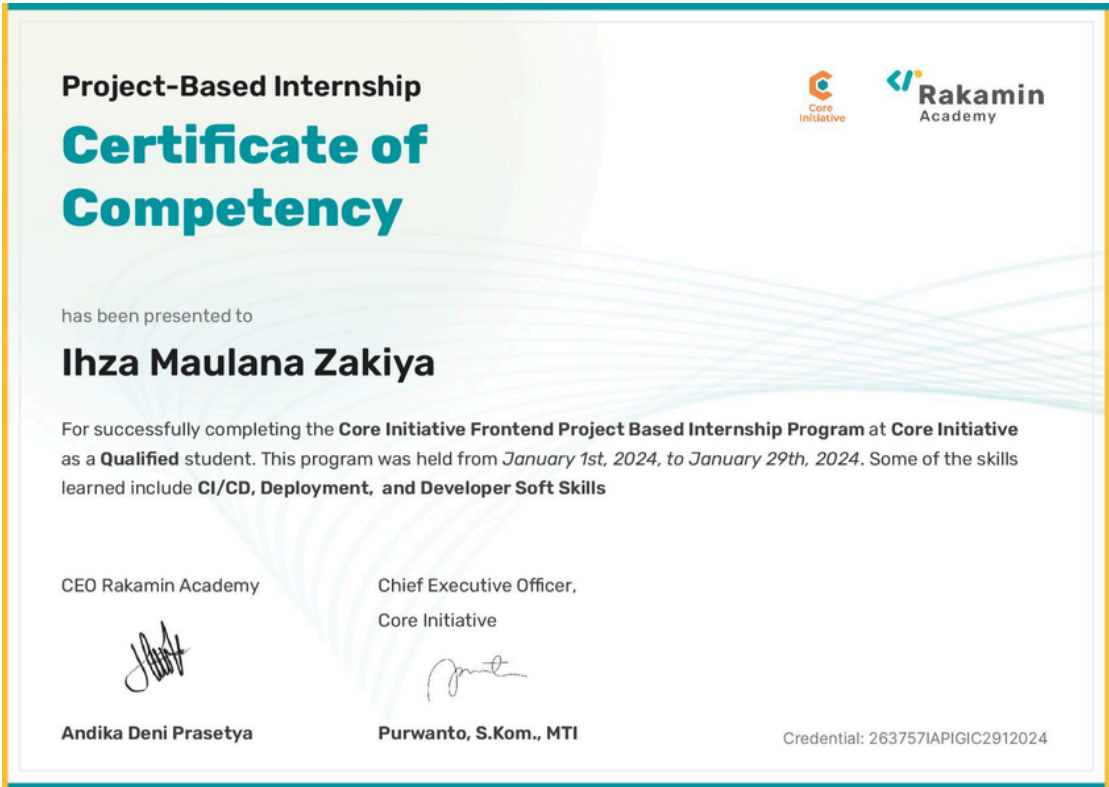 Project-Based Internship
Core
Initiative
Rakamin
Academy
Certificate of
Competency
has been presented to
Ihza Maulana Zakiya
For successfully completing the Core Initiative Frontend Project Based Internship Program at Core Initiative
as a Qualified student. This program was held from January 1st, 2024, to January 29th, 2024. Some of the skills
learned include CI/CD, Deployment, and Developer Soft Skills
CEO Rakamin Academy
Chief Executive Officer,
Core Initiative
Andika Deni Prasetya
Purwanto, S.Kom., MTI
Credential: 263757IAPIGIC2912024